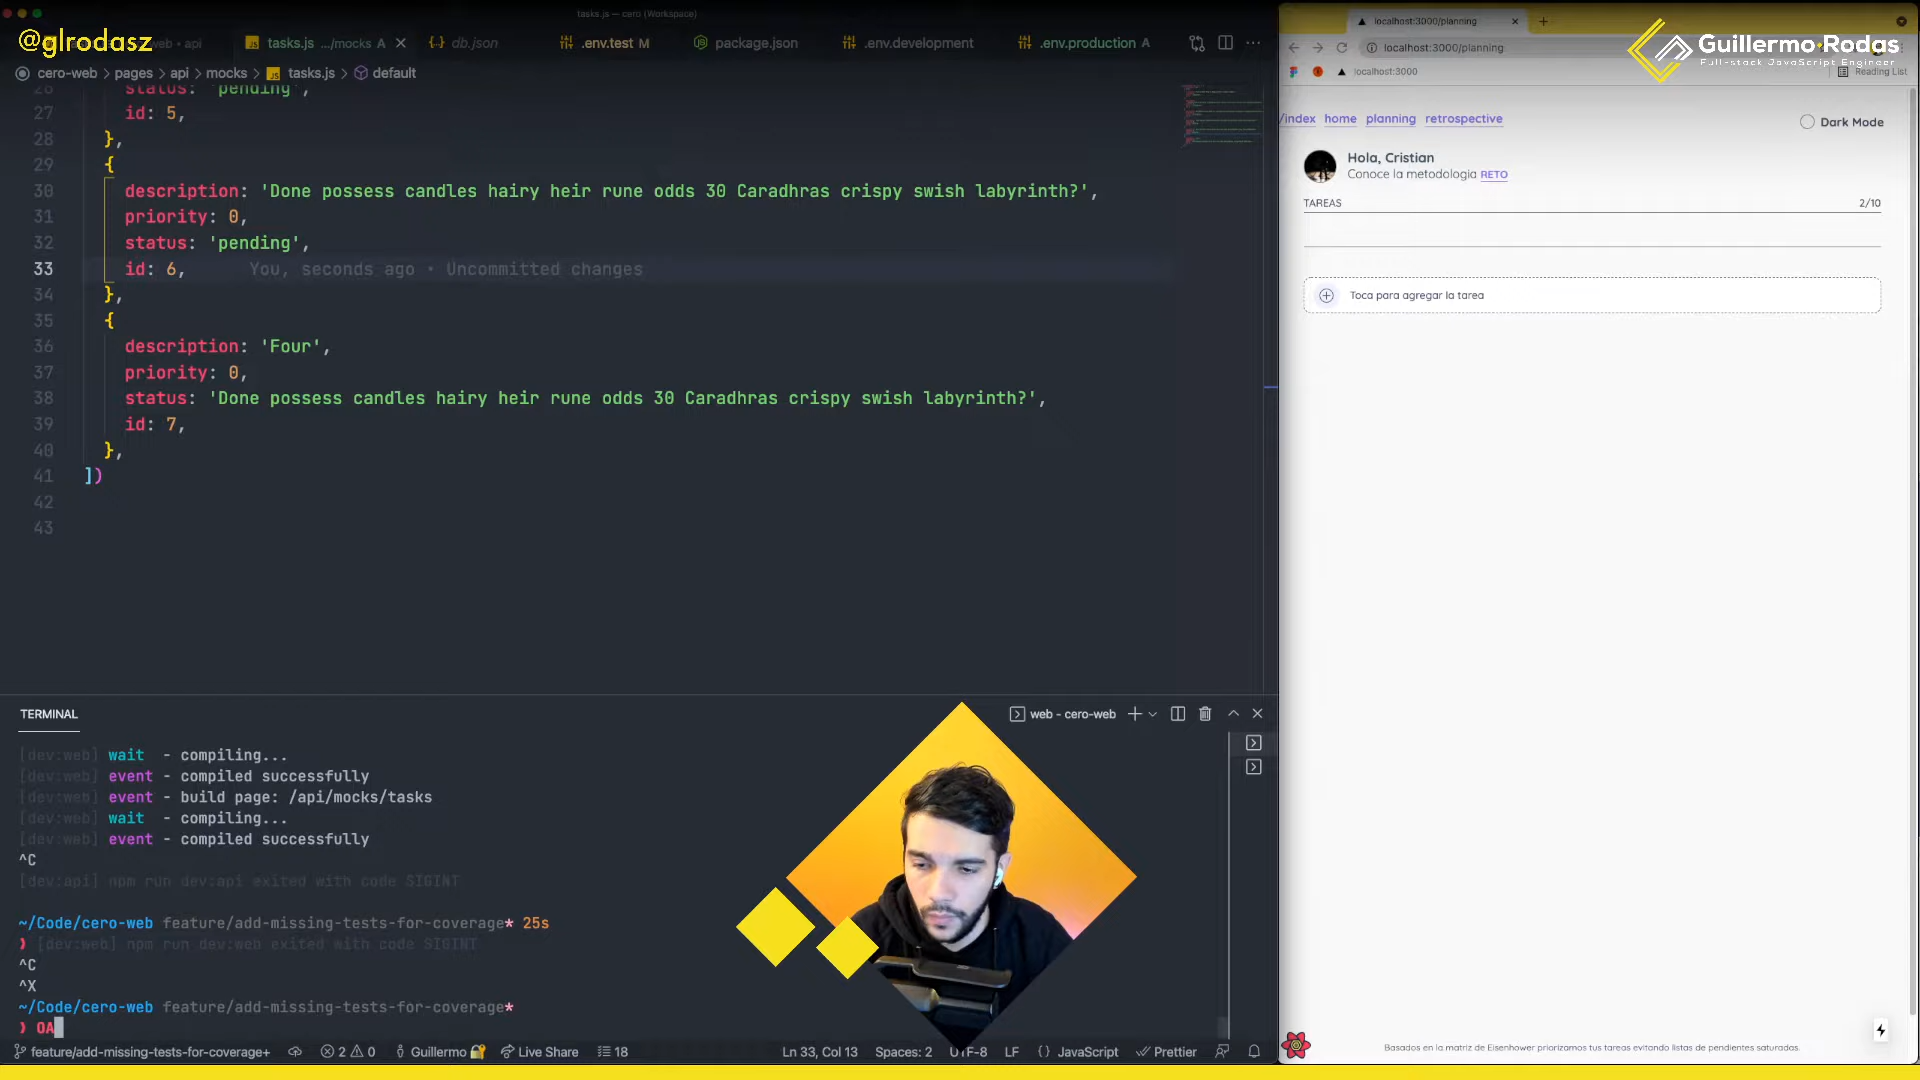 tasks.js — cero (Workspace)
@glrodasz
api
tasks.js .../mocks A
db.json
.env.test M
package.json
.env.development
.env.production A
cero-web > pages > api > mocks > tasks.js > default
26 status: 'pending',
27 id: 5,
28 },
29 {
30 description: 'Done possess candles hairy heir rune odds 30 Caradhras crispy swish labyrinth?',
31 priority: 0,
32 status: 'pending',
33 id: 6, You, seconds ago • Uncommitted changes
34 },
35 {
36 description: 'Four',
37 priority: 0,
38 status: 'Done possess candles hairy heir rune odds 30 Caradhras crispy swish labyrinth?',
39 id: 7,
40 },
41 ])
42
43
TERMINAL
web - cero-web
[dev:web] wait - compiling...
[dev:web] event - compiled successfully
[dev:web] event - build page: /api/mocks/tasks
[dev:web] wait - compiling...
[dev:web] event - compiled successfully
^C
[dev:api] npm run dev:api exited with code SIGINT
~/Code/cero-web feature/add-missing-tests-for-coverage* 25s
❫ [dev:web] npm run dev:web exited with code SIGINT
^C
^X
~/Code/cero-web feature/add-missing-tests-for-coverage*
❫ OA
feature/add-missing-tests-for-coverage+ 2 0 Guillermo Live Share 18 Ln 33, Col 13 Spaces: 2 UTF-8 LF { } JavaScript Prettier
localhost:3000/planning
localhost:3000/planning
localhost:3000
Reading List
Guillermo Rodas
Full-stack JavaScript Engineer
/index home planning retrospective
Dark Mode
Hola, Cristian
Conoce la metodología RETO
TAREAS 2/10
Toca para agregar la tarea
Basados en la matriz de Eisenhower priorizamos tus tareas evitando listas de pendientes saturadas.